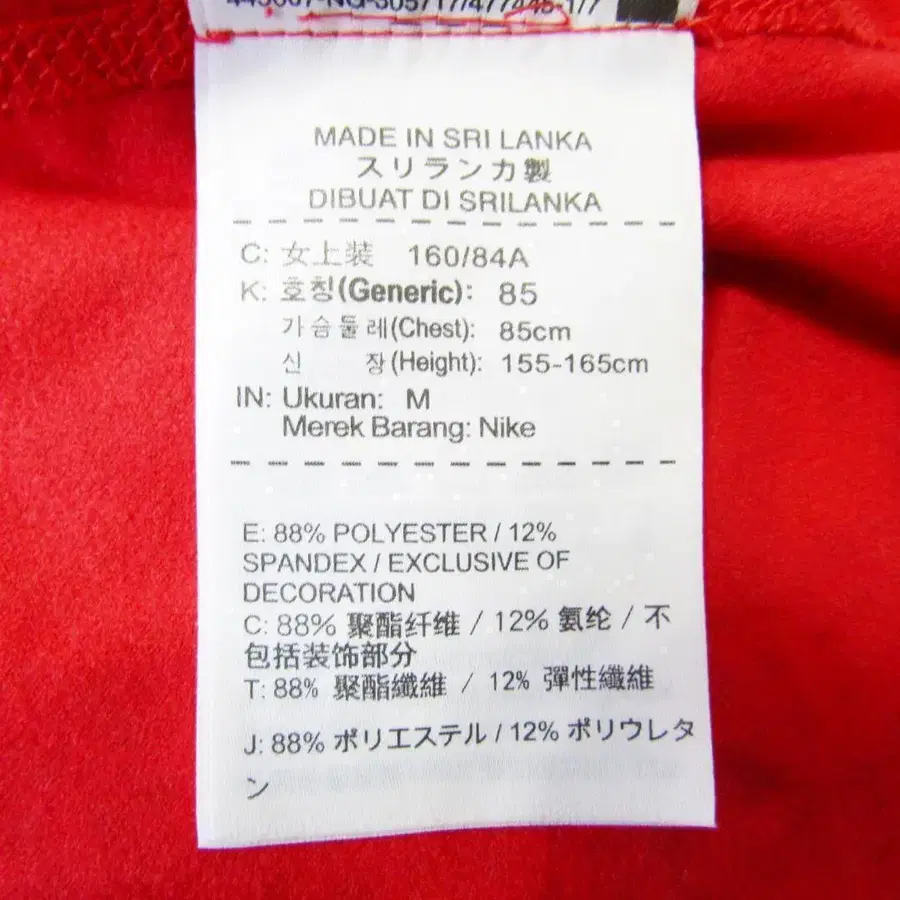 MADE IN SRI LANKA
スリランカ製
DIBUAT DI SRILANKA
C: 女上装 160/84A
K: 호칭(Generic): 85
가슴둘레(Chest): 85cm
신 장(Height): 155-165cm
IN: Ukuran: M
Merek Barang: Nike
E: 88% POLYESTER / 12%
SPANDEX / EXCLUSIVE OF
DECORATION
C: 88% 聚酯纤维 / 12% 氨纶 / 不
包括装饰部分
T: 88% 聚酯纖維 / 12% 彈性纖維
J: 88% ポリエステル / 12% ポリウレタ
ン